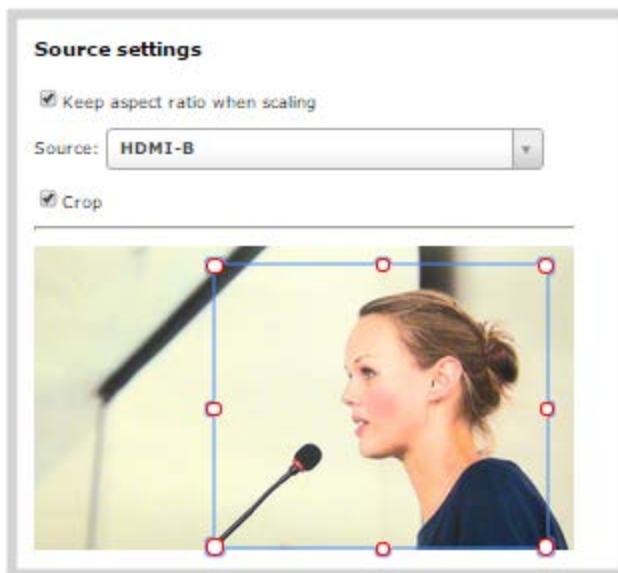 Source settings
Keep aspect ratio when scaling
Source: HDMI-B
Crop